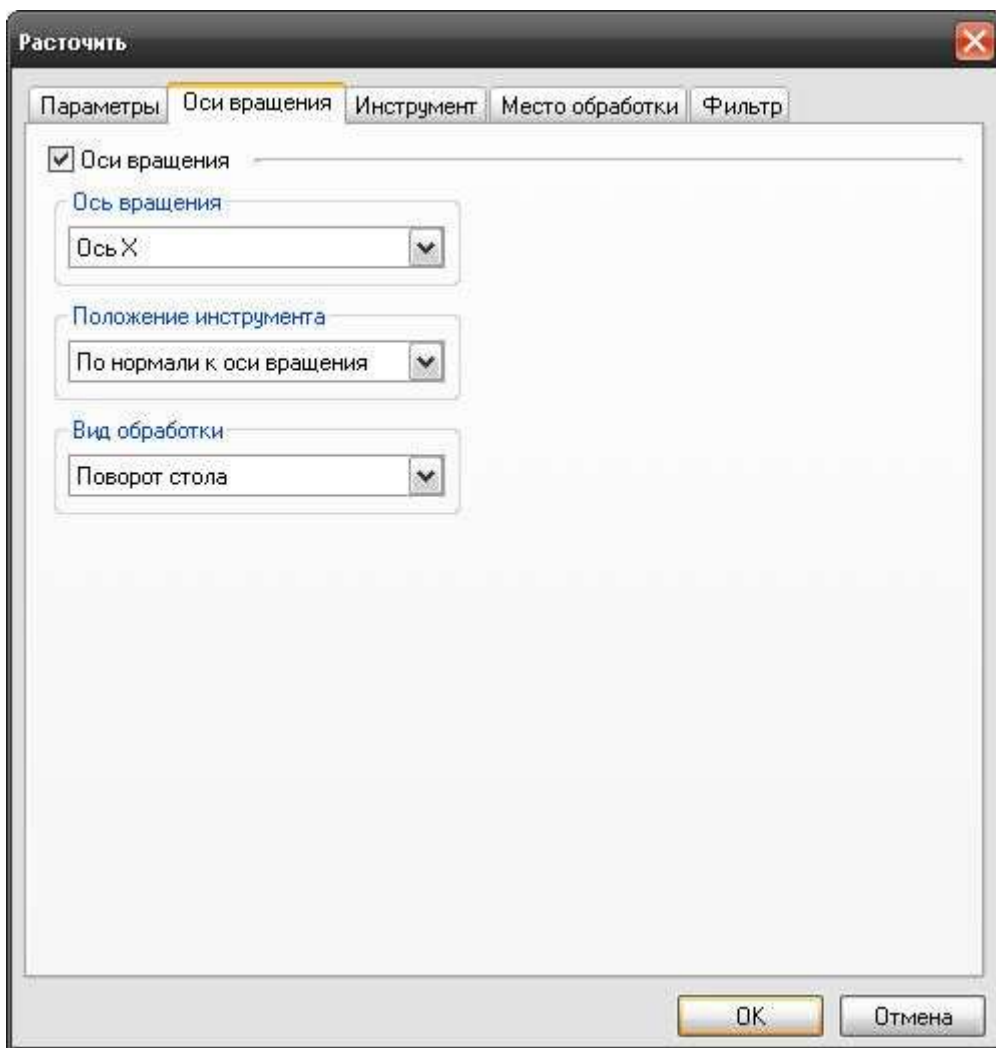 Расточить
Параметры Оси вращения Инструмент Место обработки Фильтр
Оси вращения
Ось вращения
Ось X
Положение инструмента
По нормали к оси вращения
Вид обработки
Поворот стола
OK Отмена